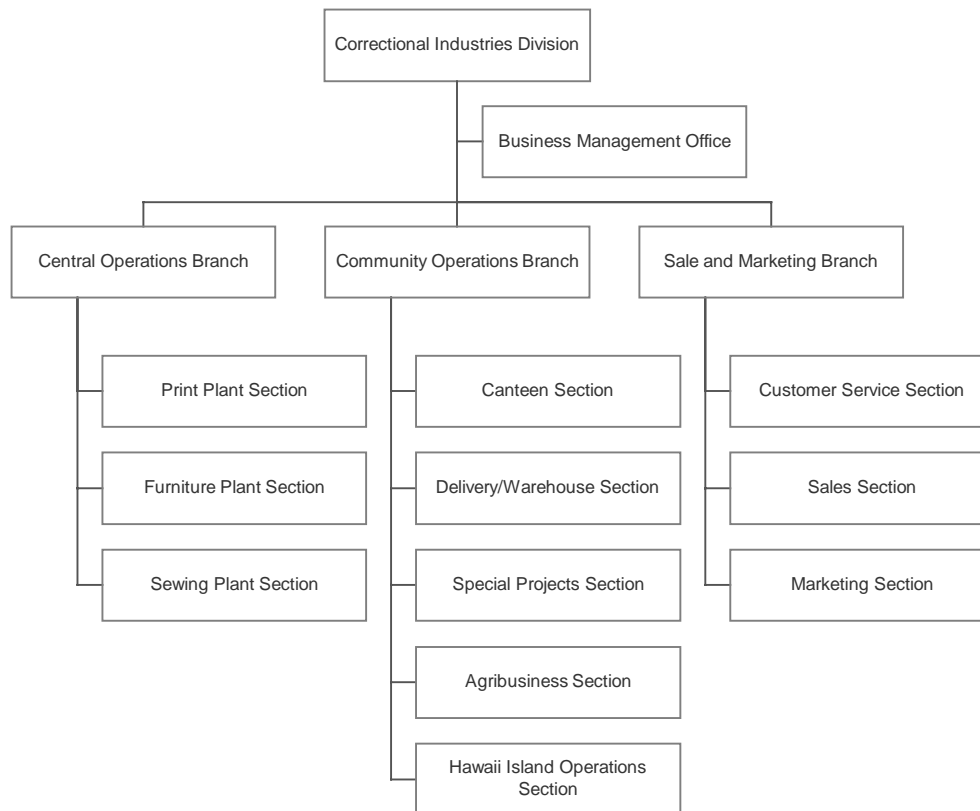 Correctional Industries Division
Business Management Office
Central Operations Branch
Community Operations Branch
Sale and Marketing Branch
Print Plant Section
Furniture Plant Section
Sewing Plant Section
Canteen Section
Delivery/Warehouse Section
Special Projects Section
Agribusiness Section
Hawaii Island Operations
Section
Customer Service Section
Sales Section
Marketing Section